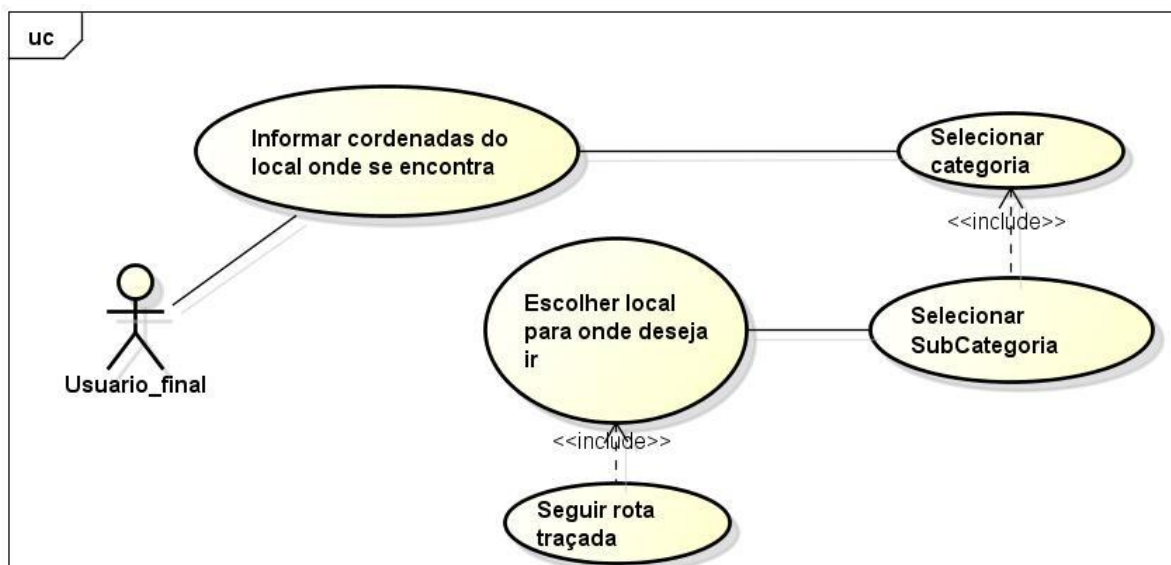 uc
Informar cordenadas do
local onde se encontra
Selecionar
categoria
<<include>>
Escolher local
para onde deseja
ir
Selecionar
SubCategoria
Usuario_final
<<include>>
Seguir rota
traçada